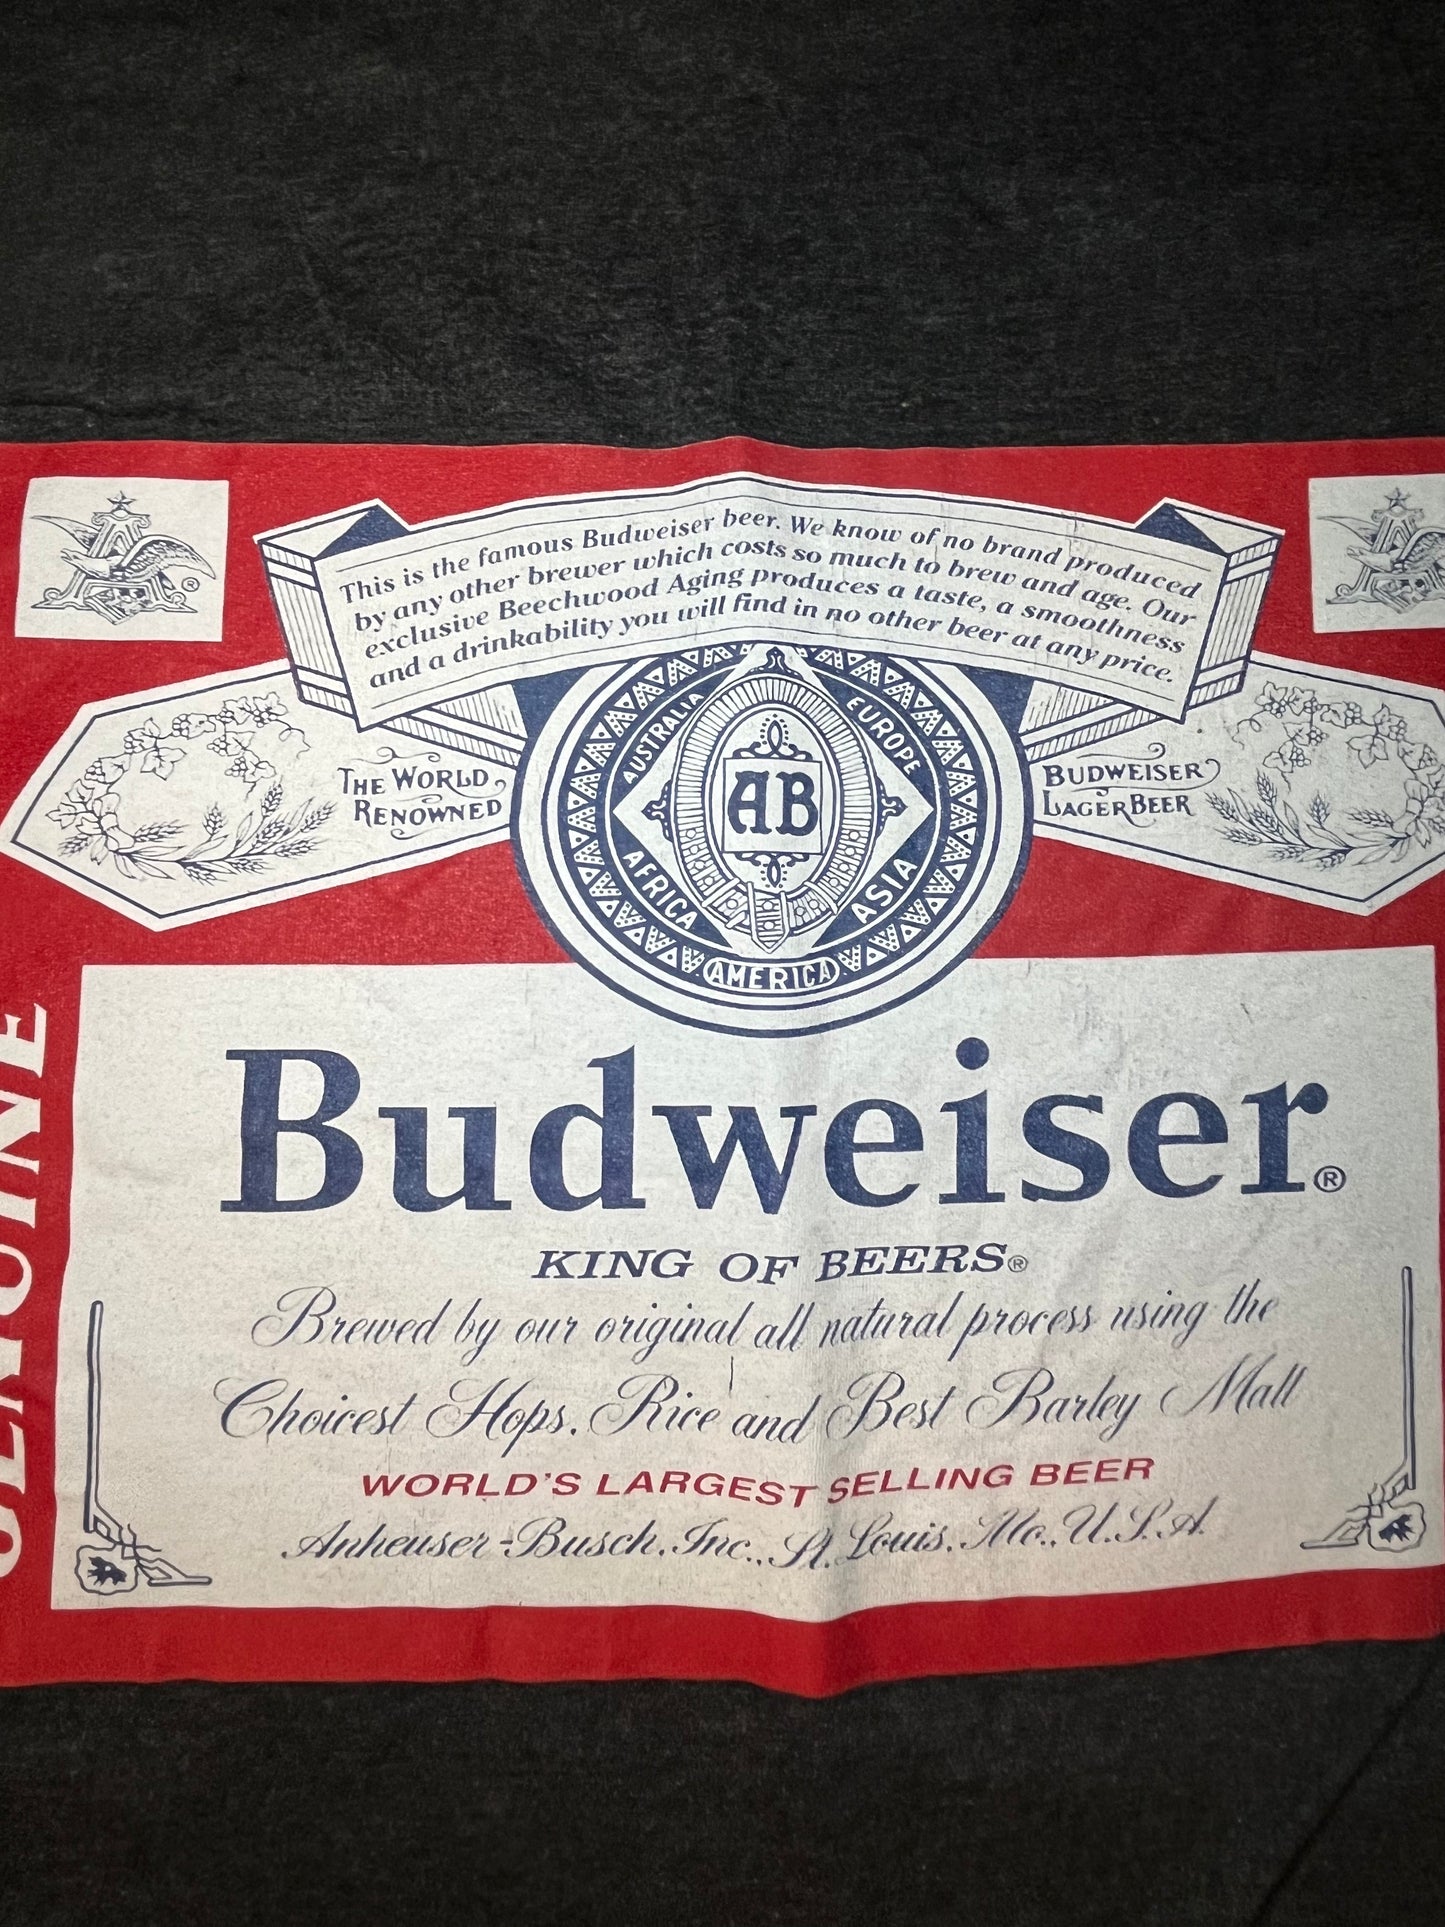 This is the famous Budweiser beer. We know of no brand produced
by any other brewer which costs so much to brew and age. Our
exclusive Beechwood Aging produces a taste, a smoothness
and a drinkability you will find in no other beer at any price.
THE WORLD
RENOWNED
BUDWEISER
LAGER BEER
AUSTRALIA
EUROPE
AB
AFRICA
ASIA
AMERICA
GENUINE
Budweiser®
KING OF BEERS®
Brewed by our original all natural process using the
Choicest Hops, Rice and Best Barley Malt
WORLD'S LARGEST SELLING BEER
Anheuser-Busch, Inc., St. Louis, Mo., U.S.A.
®